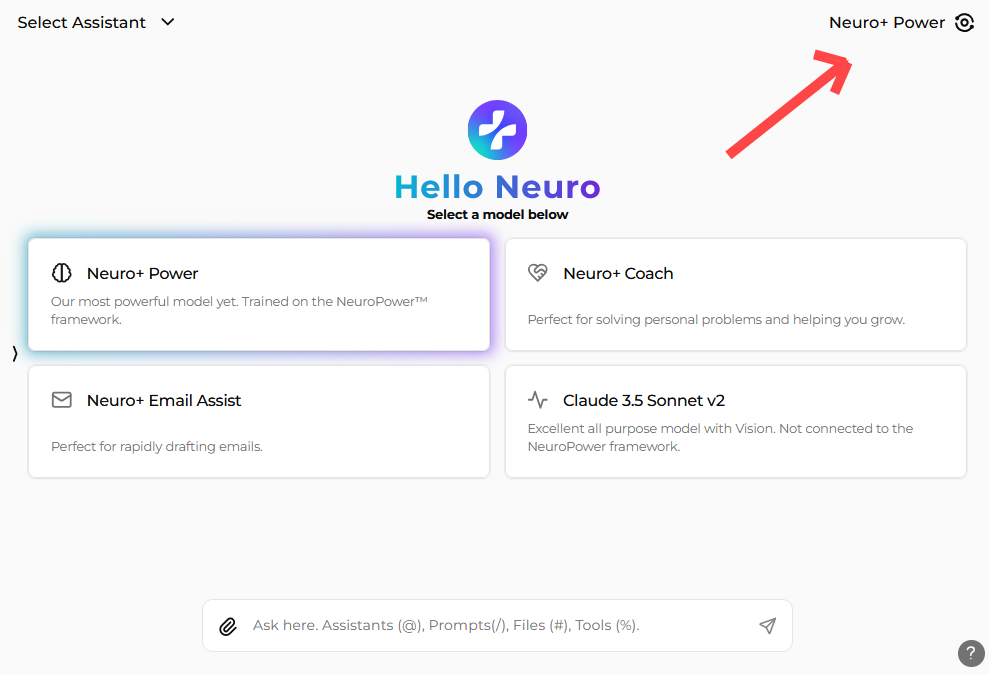 Select Assistant
Neuro+ Power
Hello Neuro
Select a model below
Neuro+ Power
Our most powerful model yet. Trained on the NeuroPower™
framework.
Neuro+ Coach
Perfect for solving personal problems and helping you grow.
Neuro+ Email Assist
Perfect for rapidly drafting emails.
Claude 3.5 Sonnet v2
Excellent all purpose model with Vision. Not connected to the
NeuroPower framework.
Ask here. Assistants (@), Prompts(/), Files (#), Tools (%).
?